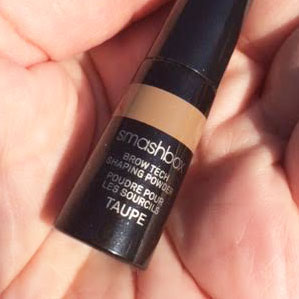 smashbox
BROW TECH
SHAPING POWDER
POUDRE POUR
LES SOURCILS
TAUPE